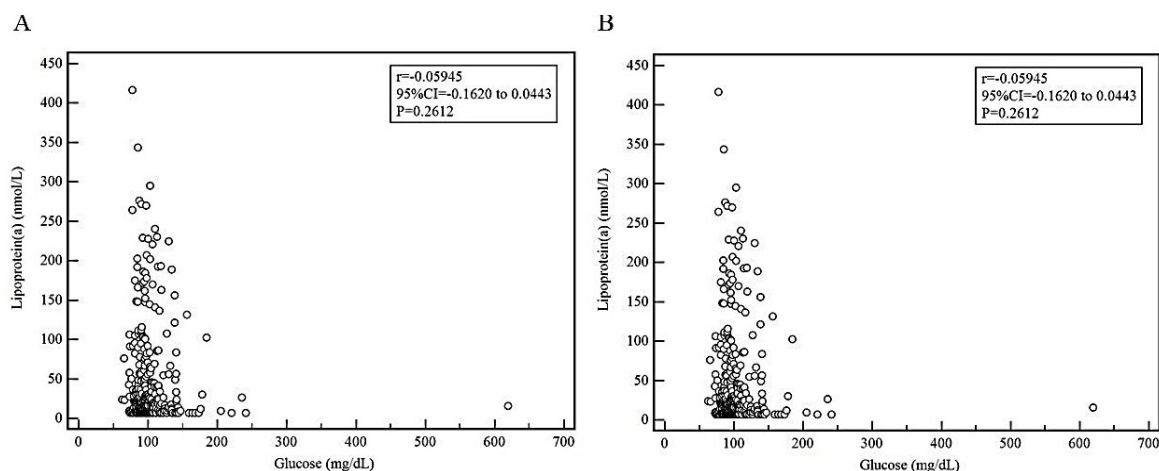 A
B
450
400
350
300
250
200
150
100
50
0
Lipoprotein(a) (nmol/L)
r=-0.05945
95%CI=-0.1620 to 0.0443
P=0.2612
0 100 200 300 400 500 600 700
Glucose (mg/dL)
450
400
350
300
250
200
150
100
50
0
Lipoprotein(a) (nmol/L)
r=-0.05945
95%CI=-0.1620 to 0.0443
P=0.2612
0 100 200 300 400 500 600 700
Glucose (mg/dL)